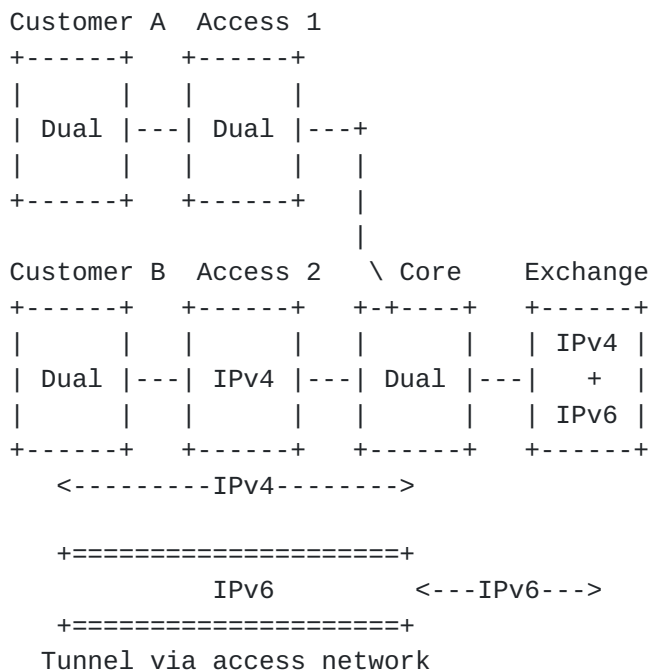 Customer A  Access 1
+------+   +------+
|      |   |      |
| Dual |---| Dual |---+
|      |   |      |   |
+------+   +------+   |
                      |
Customer B  Access 2   \ Core     Exchange
+------+   +------+   +-+----+   +------+
|      |   |      |   |      |   | IPv4 |
| Dual |---| IPv4 |---| Dual |---|   +  |
|      |   |      |   |      |   | IPv6 |
+------+   +------+   +------+   +------+
   <---------IPv4-------->

   +=====================+
             IPv6           <---IPv6--->
   +=====================+
  Tunnel via access network